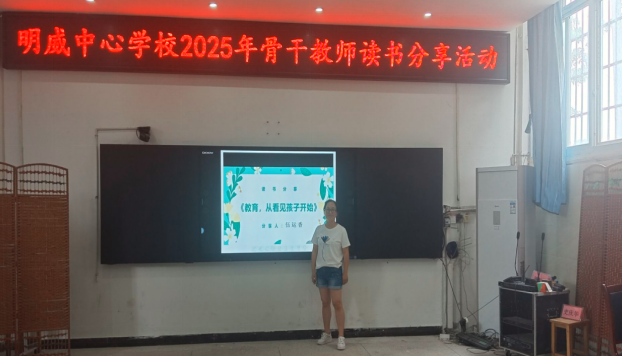 明威中心学校2025年骨干教师读书分享活动
《教育，从看见孩子开始》